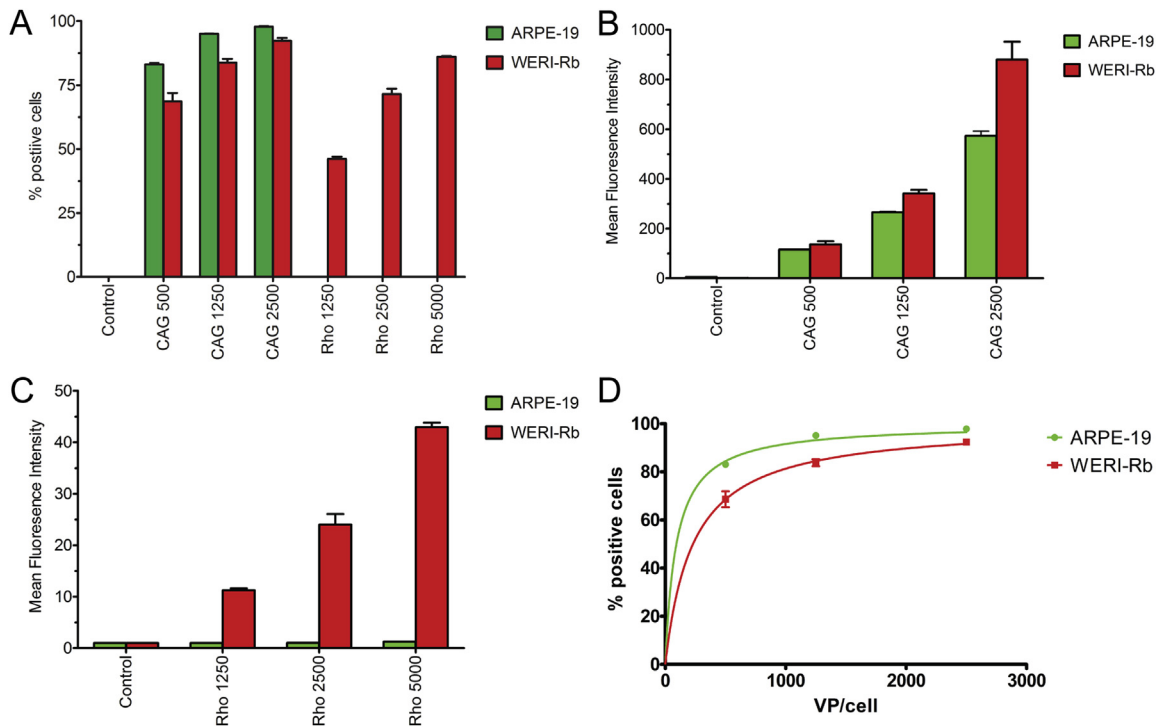 A
% postiive cells
100
75
50
25
0
Control
CAG 500
CAG 1250
CAG 2500
Rho 1250
Rho 2500
Rho 5000
ARPE-19
WERI-Rb
B
Mean Fluoresence Intensity
1000
800
600
400
200
0
Control
CAG 500
CAG 1250
CAG 2500
ARPE-19
WERI-Rb
C
Mean Fluoresence Intensity
50
40
30
20
10
0
Control
Rho 1250
Rho 2500
Rho 5000
ARPE-19
WERI-Rb
D
% positive cells
100
80
60
40
20
0
0
1000
2000
3000
VP/cell
ARPE-19
WERI-Rb